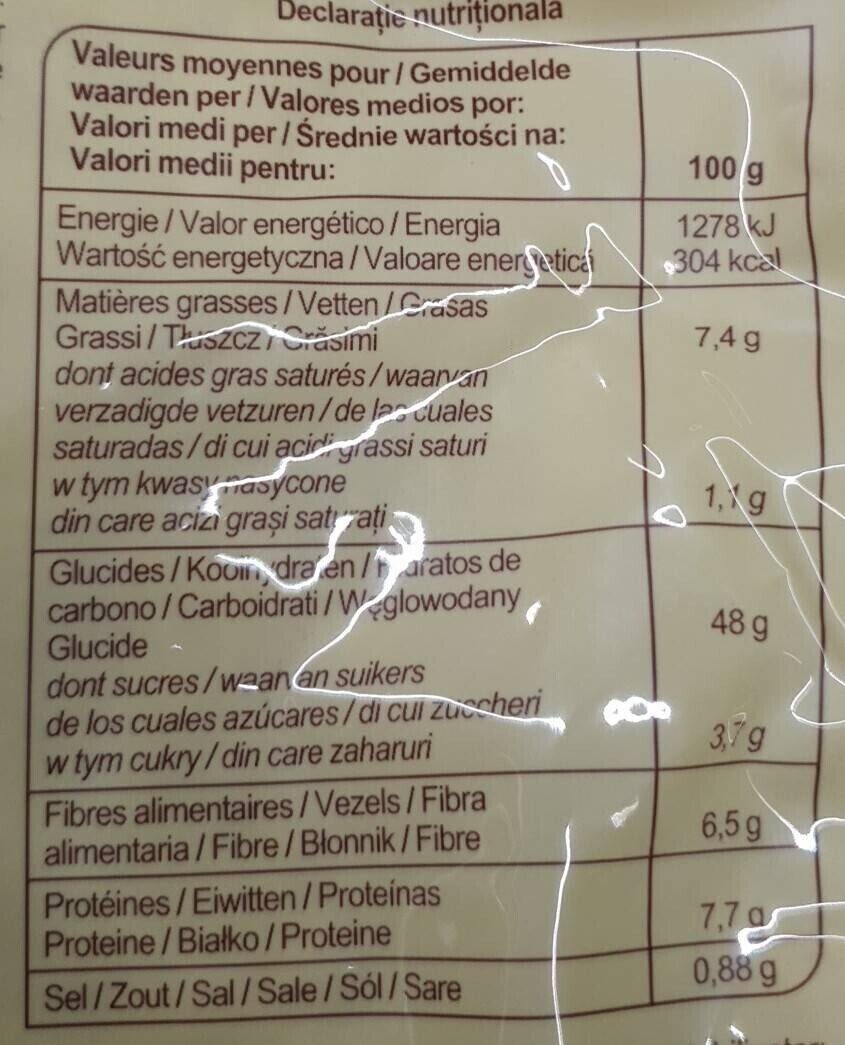 Declarație nutrițională
Valeurs moyennes pour / Gemiddelde
waarden per / Valores medios por:
Valori medi per / Średnie wartości na:
Valori medii pentru:
100 g
Energie / Valor energético / Energia
Wartość energetyczna / Valoare energetică
1278 kJ
304 kcal
Matières grasses / Vetten / Grasas
Grassi / Tłuszcz / Grăsimi
7,4 g
dont acides gras saturés / waarvan
verzadigde vetzuren / de las cuales
saturadas / di cui acidi grassi saturi
w tym kwasy nasycone
din care acizi grași saturați
1,1 g
Glucides / Koolhydraten / Hidratos de
carbono / Carboidrati / Węglowodany
Glucide
48 g
dont sucres / waarvan suikers
de los cuales azúcares / di cui zuccheri
w tym cukry / din care zaharuri
3,7 g
Fibres alimentaires / Vezels / Fibra
alimentaria / Fibre / Błonnik / Fibre
6,5 g
Protéines / Eiwitten / Proteínas
Proteine / Białko / Proteine
7,7 g
Sel / Zout / Sal / Sale / Sól / Sare
0,88 g